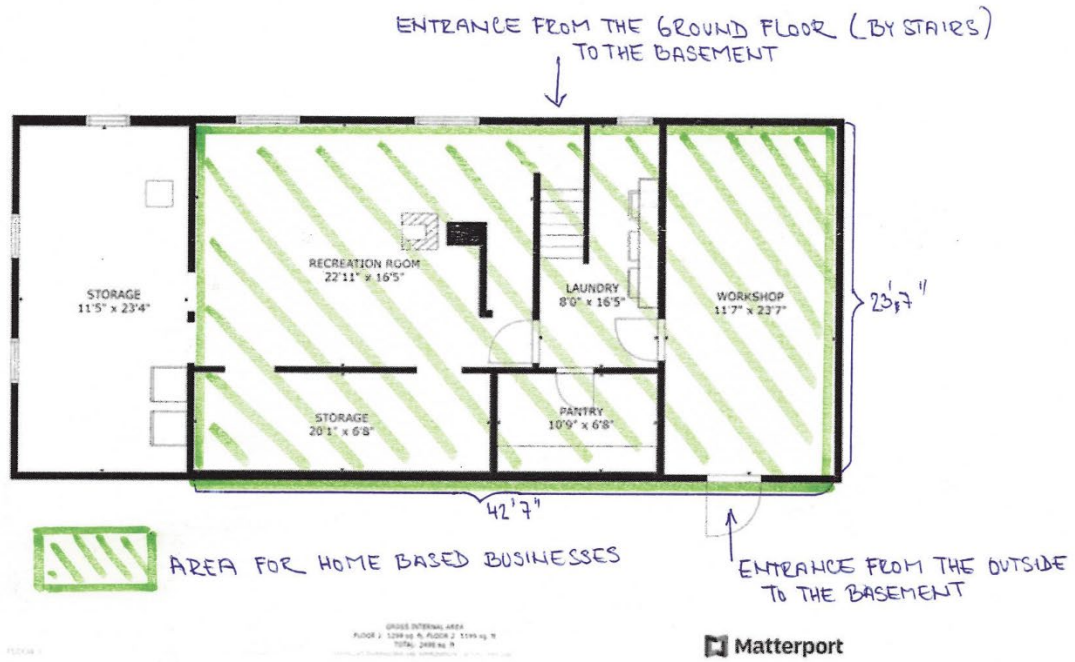 ENTRANCE FROM THE GROUND FLOOR (BY STAIRS)
TO THE BASEMENT
RECREATION ROOM
22'11" x 16'5"
STORAGE
11'5" x 23'4"
LAUNDRY
8'0" x 16'5"
WORKSHOP
11'7" x 23'7"
23'7"
STORAGE
20'1" x 6'8"
PANTRY
10'9" x 6'8"
42'7"
AREA FOR HOME BASED BUSINESSES
ENTRANCE FROM THE OUTSIDE
TO THE BASEMENT
GROSS INTERNAL AREA
Matterport